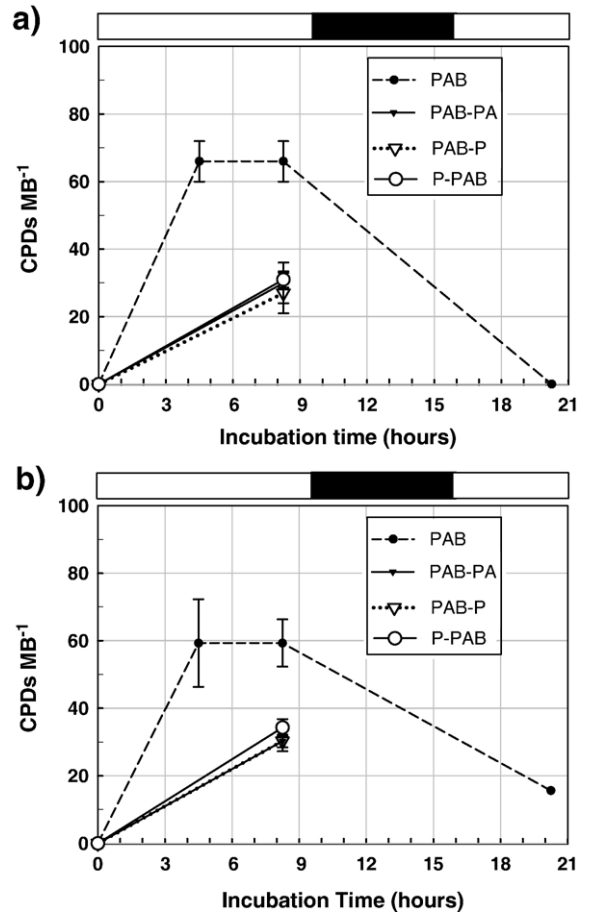 a)
100
80
60
40
20
0
CPDs MB⁻¹
PAB
PAB-PA
PAB-P
P-PAB
0 3 6 9 12 15 18 21
Incubation time (hours)
b)
100
80
60
40
20
0
CPDs MB⁻¹
PAB
PAB-PA
PAB-P
P-PAB
0 3 6 9 12 15 18 21
Incubation Time (hours)